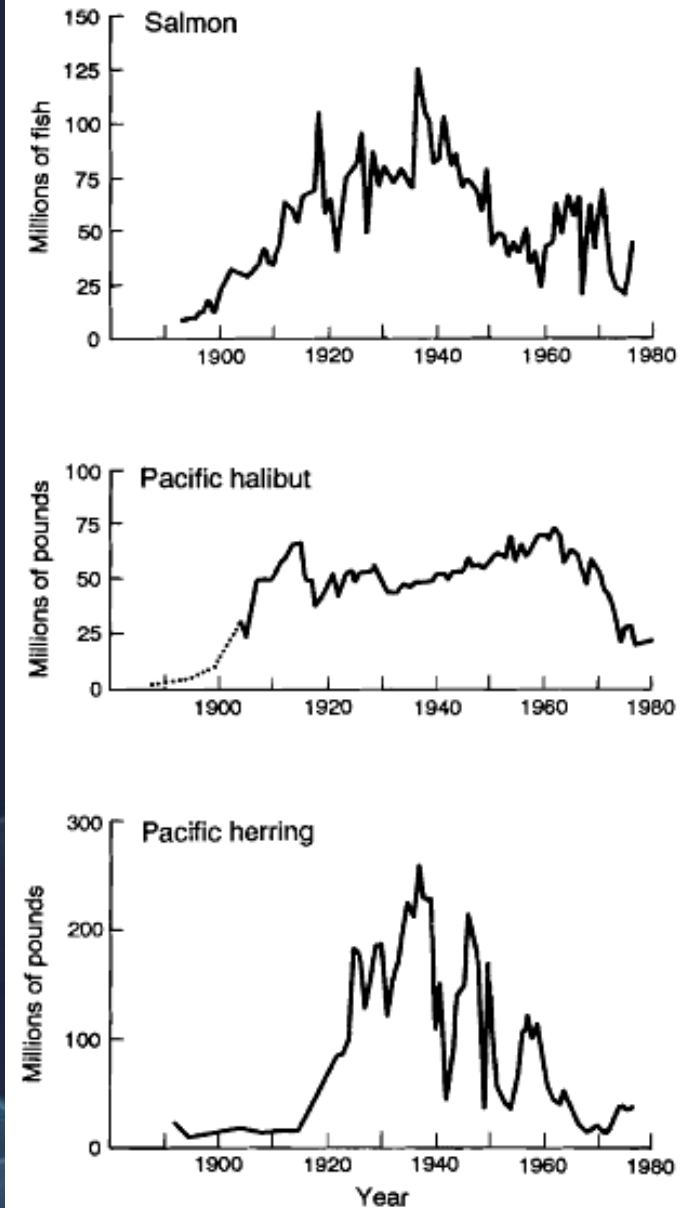 Salmon
150
125
100
75
50
25
0
Millions of fish
1900 1920 1940 1960 1980
Pacific halibut
100
75
50
25
0
Millions of pounds
1900 1920 1940 1960 1980
Pacific herring
300
200
100
0
Millions of pounds
1900 1920 1940 1960 1980
Year